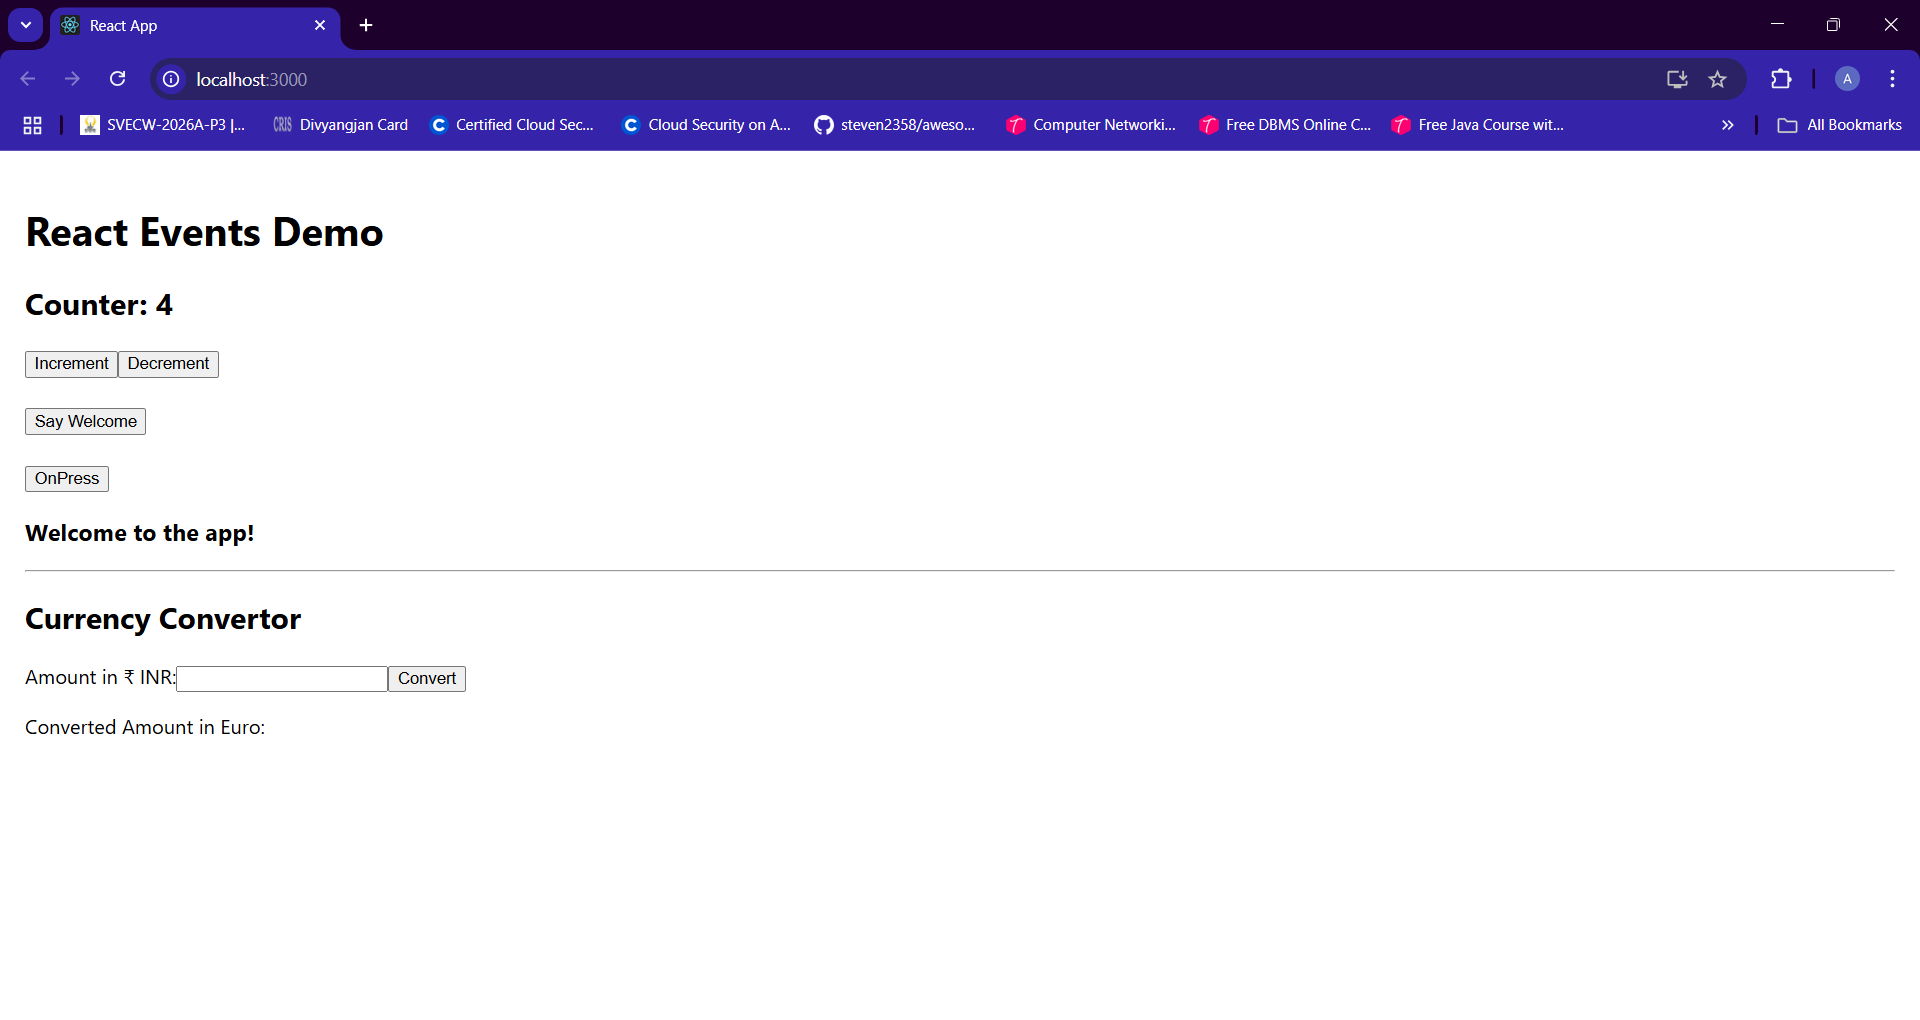 React App
localhost:3000
SVECW-2026A-P3 |... CRIS Divyangjan Card C Certified Cloud Sec... C Cloud Security on A... steven2358/aweso... Computer Networki... Free DBMS Online C... Free Java Course wit... » All Bookmarks
A
React Events Demo
Counter: 4
Increment Decrement
Say Welcome
OnPress
Welcome to the app!
Currency Convertor
Amount in ₹ INR: Convert
Converted Amount in Euro: